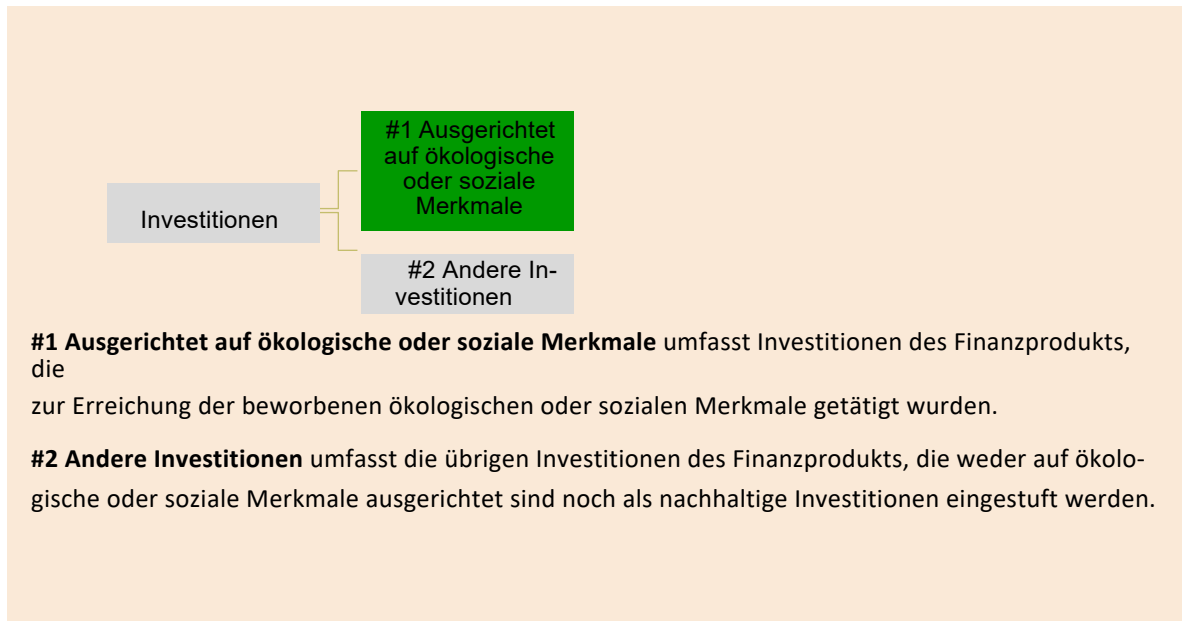 #1 Ausgerichtet
auf ökologische
oder soziale
Merkmale
Investitionen
#2 Andere In-
vestitionen
#1 Ausgerichtet auf ökologische oder soziale Merkmale umfasst Investitionen des Finanzprodukts,
die
zur Erreichung der beworbenen ökologischen oder sozialen Merkmale getätigt wurden.
#2 Andere Investitionen umfasst die übrigen Investitionen des Finanzprodukts, die weder auf ökolo-
gische oder soziale Merkmale ausgerichtet sind noch als nachhaltige Investitionen eingestuft werden.